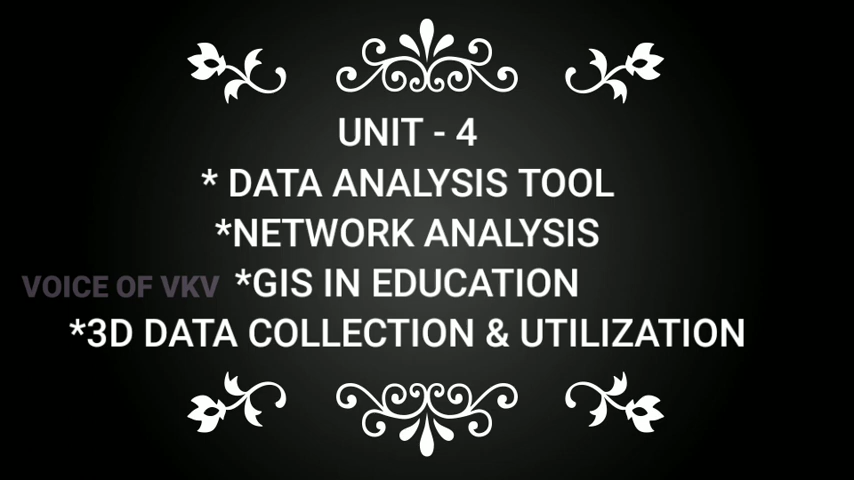 UNIT - 4
* DATA ANALYSIS TOOL
*NETWORK ANALYSIS
VOICE OF VKV *GIS IN EDUCATION
*3D DATA COLLECTION & UTILIZATION